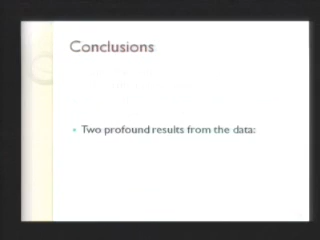 Conclusions
• Two profound results from the data: